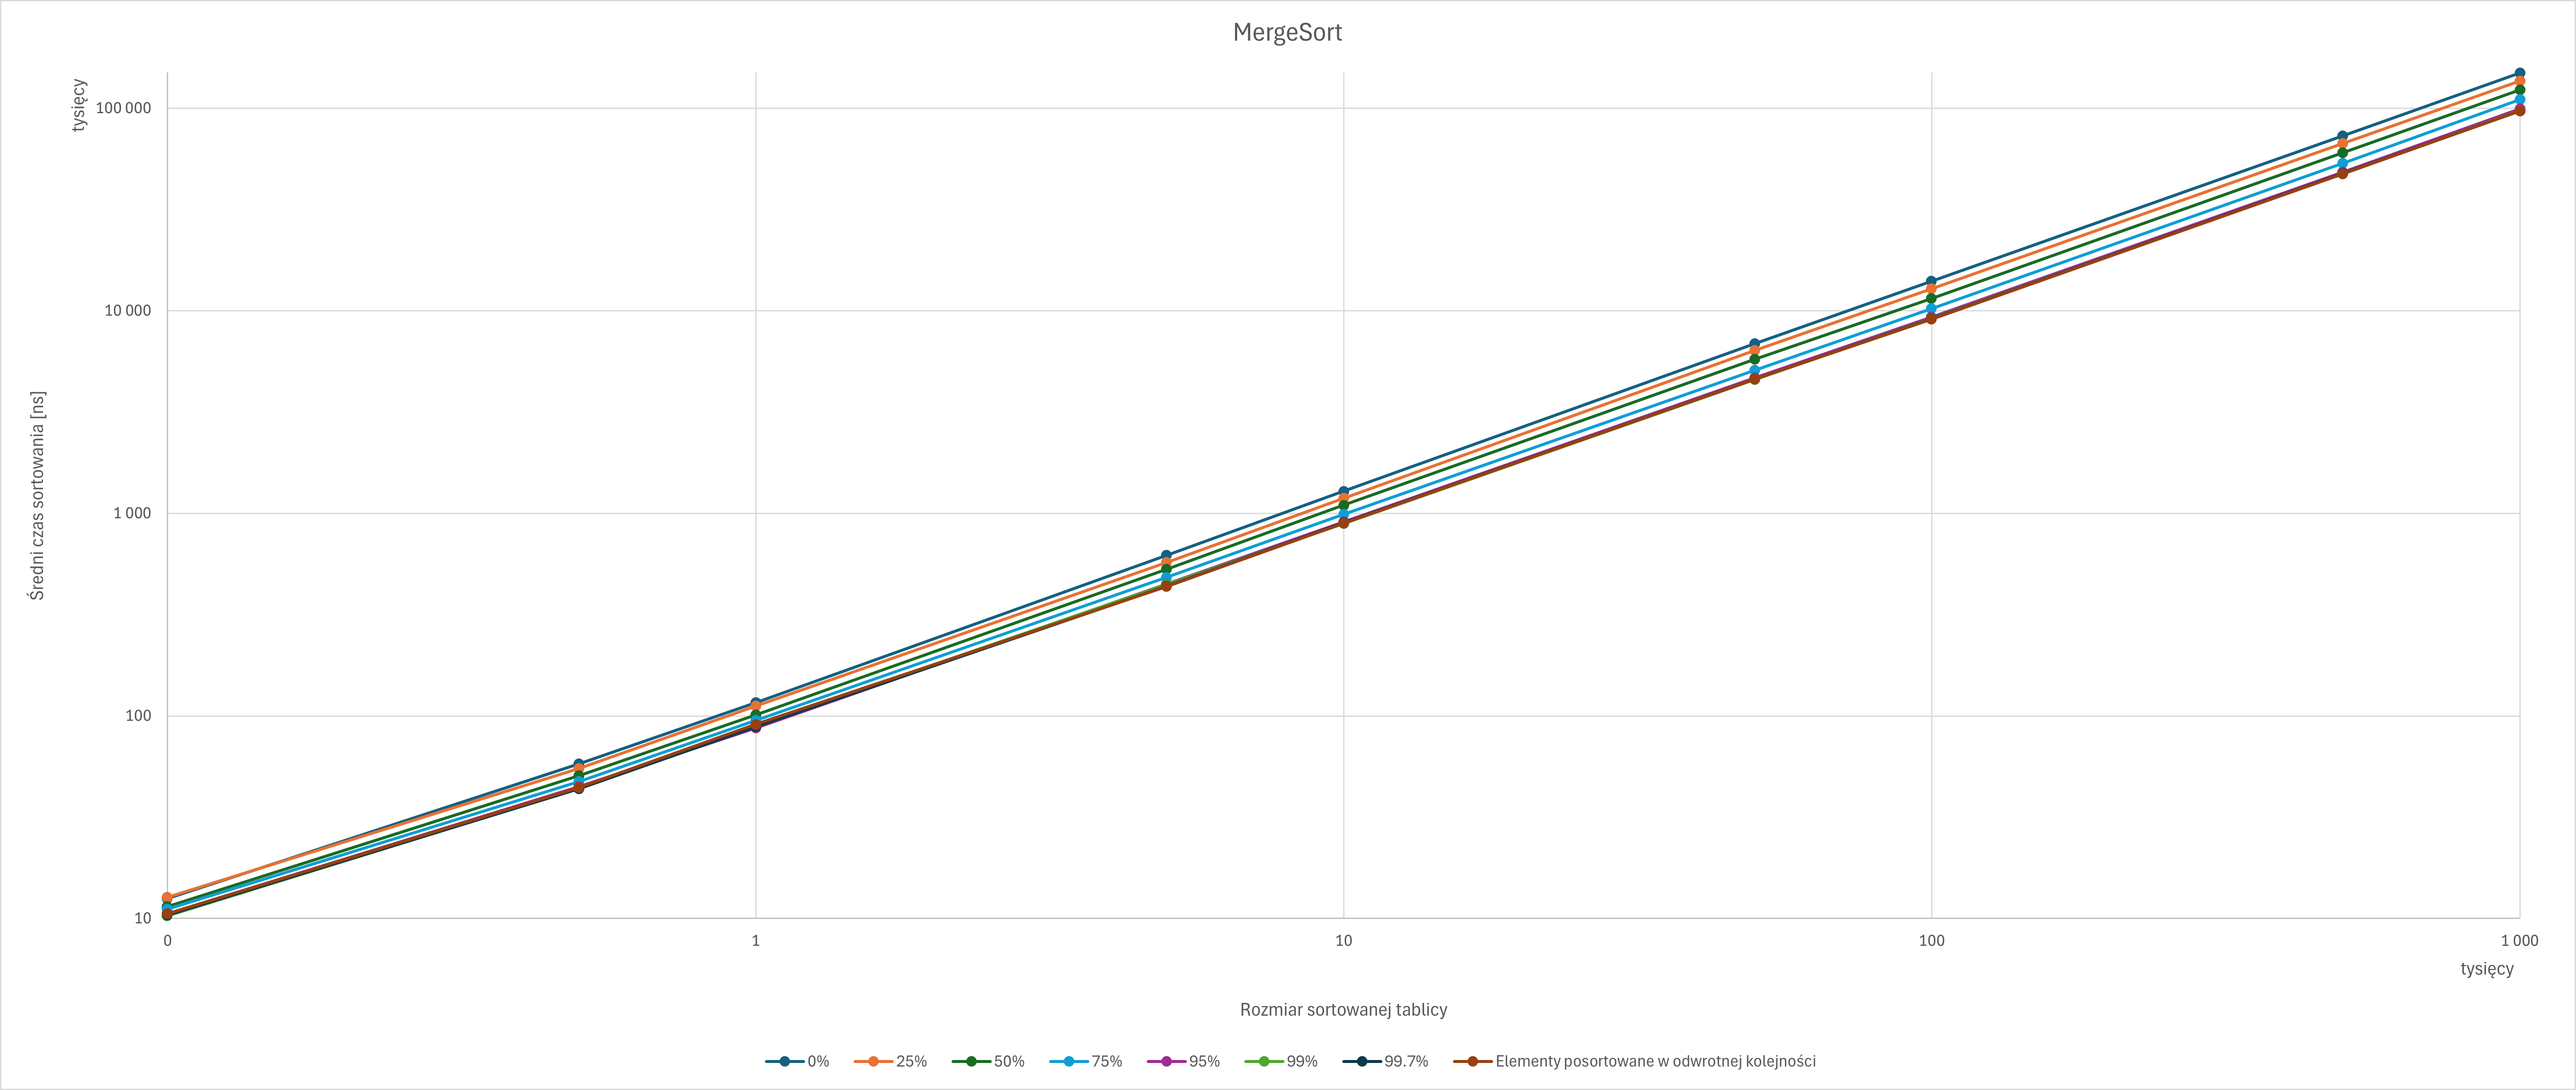 MergeSort
tysięcy
100 000
10 000
1 000
100
10
Średni czas sortowania [ns]
0 1 10 100 1 000
tysięcy
Rozmiar sortowanej tablicy
0% 25% 50% 75% 95% 99% 99.7% Elementy posortowane w odwrotnej kolejności